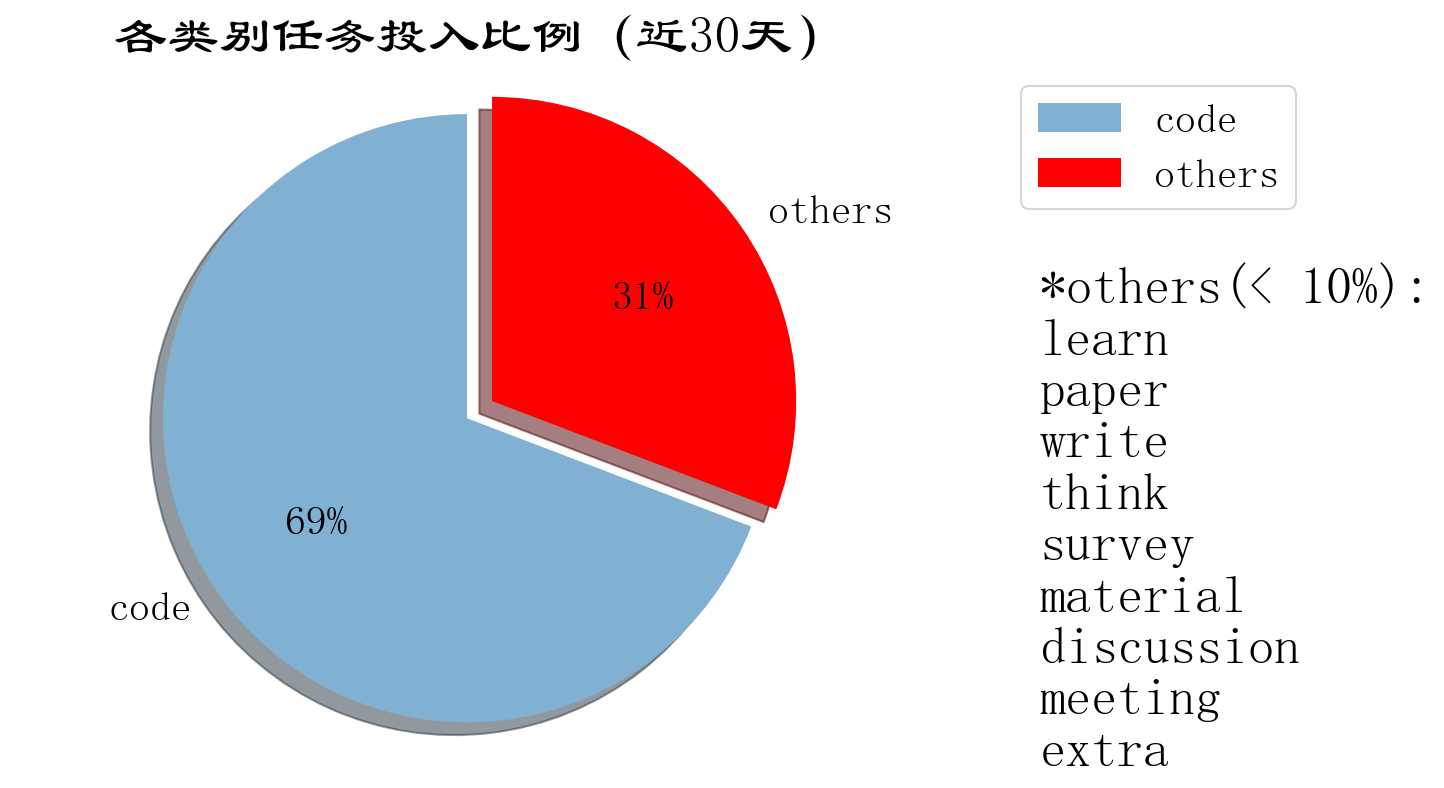 各类别任务投入比例 (近30天)
code
others
others
31%
69%
code
*others(< 10%):
learn
paper
write
think
survey
material
discussion
meeting
extra